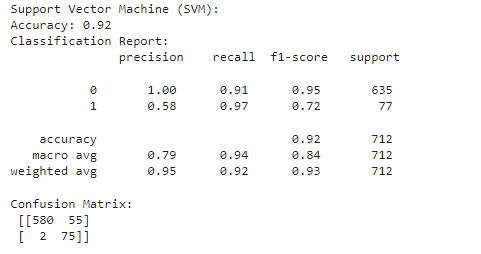 Support Vector Machine (SVM):
Accuracy: 0.92
Classification Report:
precision recall f1-score support
0 1.00 0.91 0.95 635
1 0.58 0.97 0.72 77
accuracy 0.92 712
macro avg 0.79 0.94 0.84 712
weighted avg 0.95 0.92 0.93 712
Confusion Matrix:
[[580 55]
[ 2 75]]